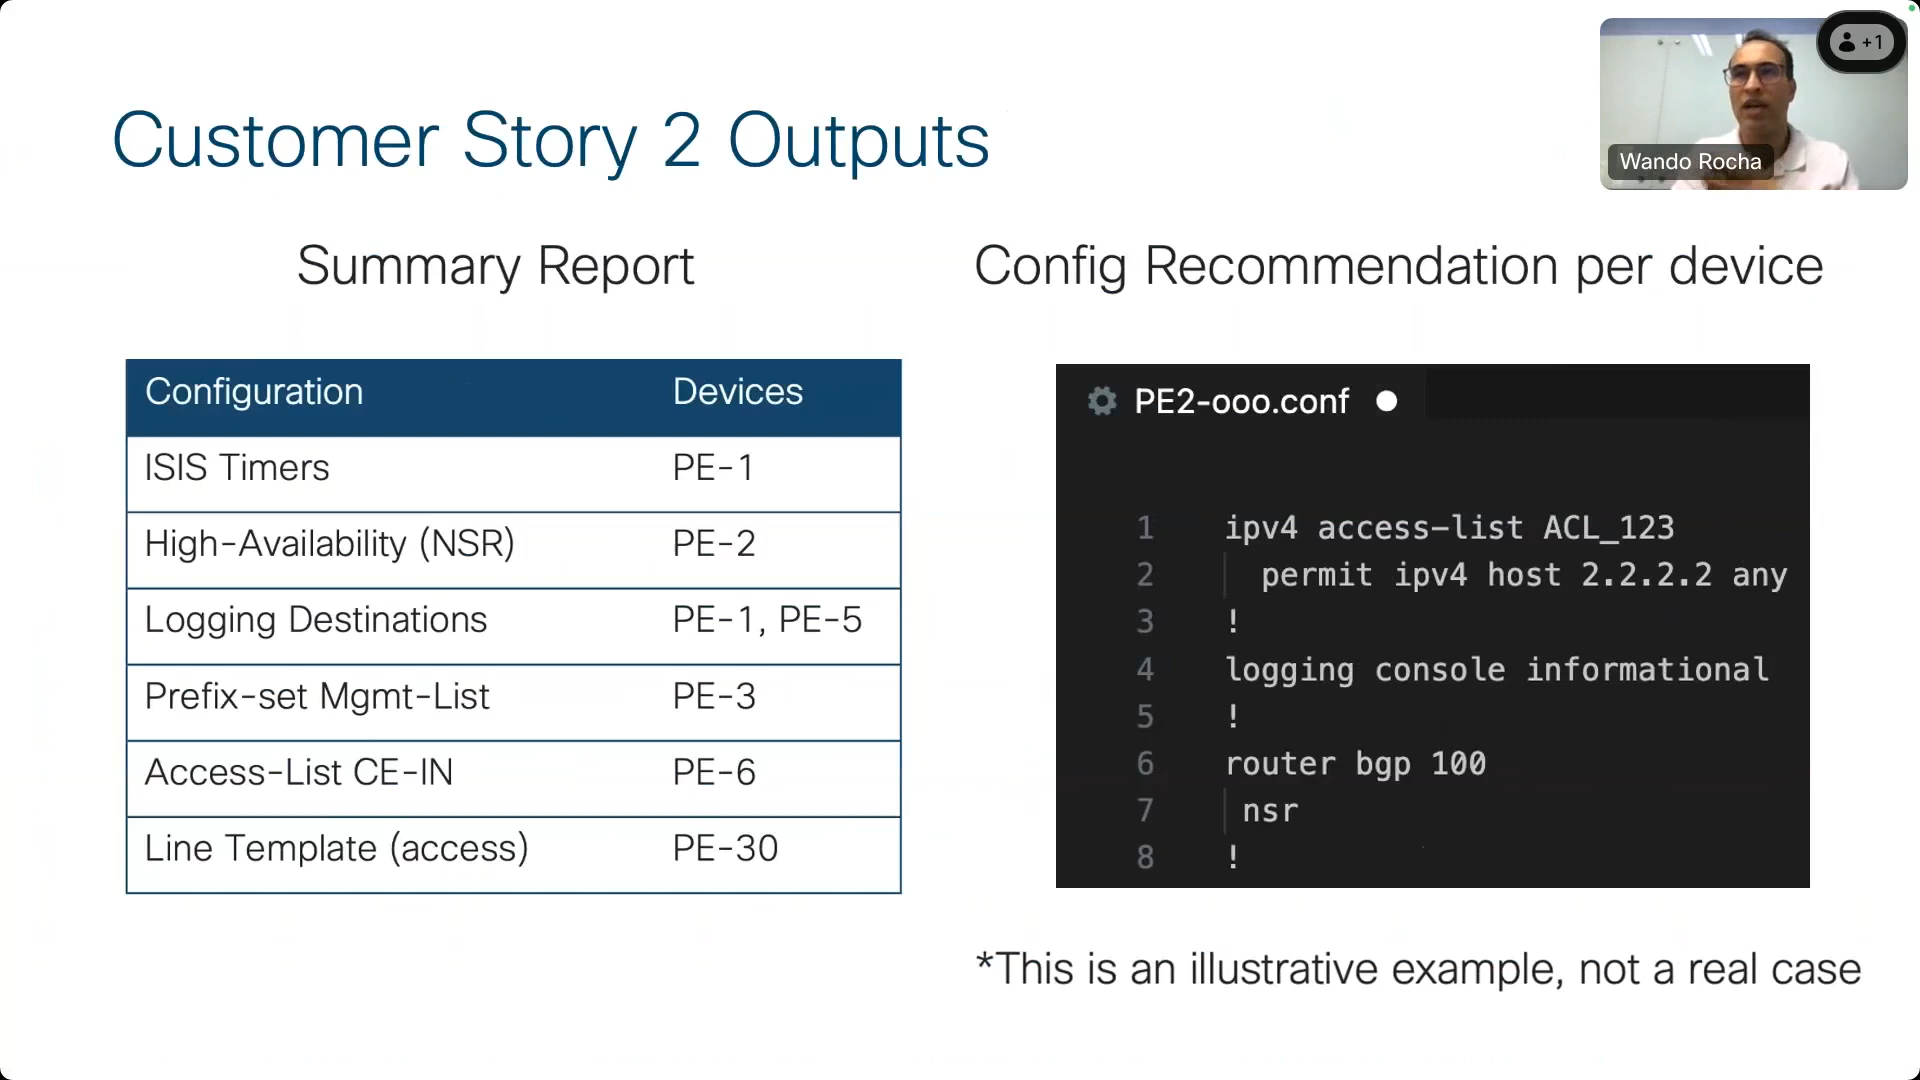 Customer Story 2 Outputs
+1
Wando Rocha
Summary Report
Configuration Devices
ISIS Timers PE-1
High-Availability (NSR) PE-2
Logging Destinations PE-1, PE-5
Prefix-set Mgmt-List PE-3
Access-List CE-IN PE-6
Line Template (access) PE-30
Config Recommendation per device
PE2-ooo.conf
1 ipv4 access-list ACL_123
2 permit ipv4 host 2.2.2.2 any
3 !
4 logging console informational
5 !
6 router bgp 100
7 nsr
8 !
*This is an illustrative example, not a real case